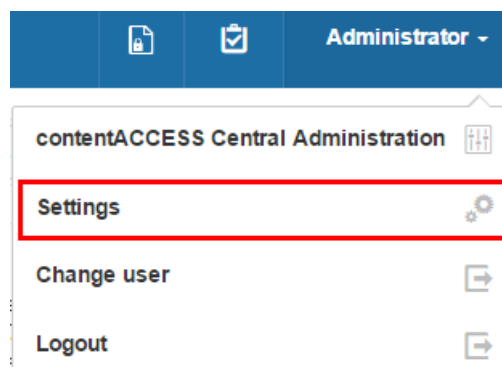 Administrator
contentACCESS Central Administration
Settings
Change user
Logout